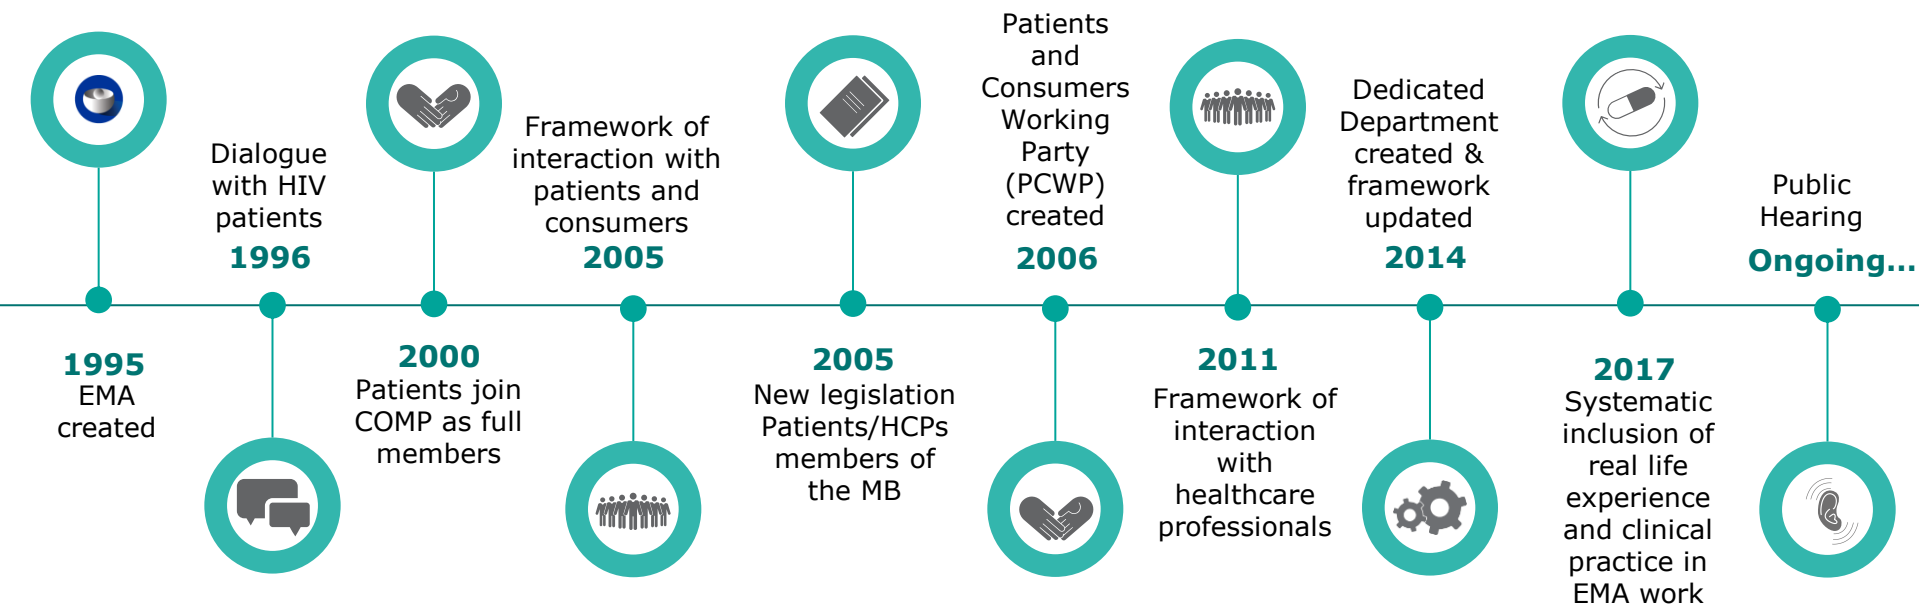 1995
EMA
created
Dialogue
with HIV
patients
1996
2000
Patients join
COMP as full
members
Framework of
interaction with
patients and
consumers
2005
2005
New legislation
Patients/HCPs
members of
the MB
Patients
and
Consumers
Working
Party
(PCWP)
created
2006
2011
Framework of
interaction
with
healthcare
professionals
Dedicated
Department
created &
framework
updated
2014
2017
Systematic
inclusion of
real life
experience
and clinical
practice in
EMA work
Public
Hearing
Ongoing...